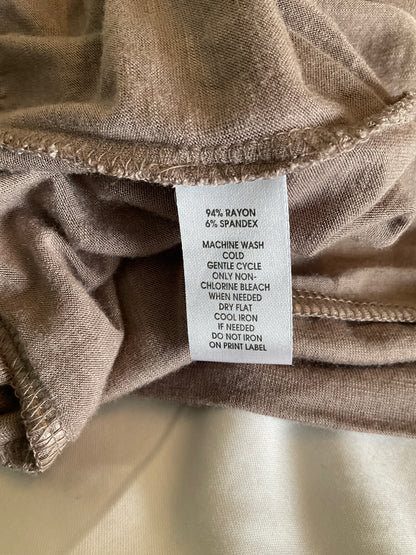 94% RAYON
6% SPANDEX
MACHINE WASH
COLD
GENTLE CYCLE
ONLY NON-
CHLORINE BLEACH
WHEN NEEDED
DRY FLAT
COOL IRON
IF NEEDED
DO NOT IRON
ON PRINT LABEL